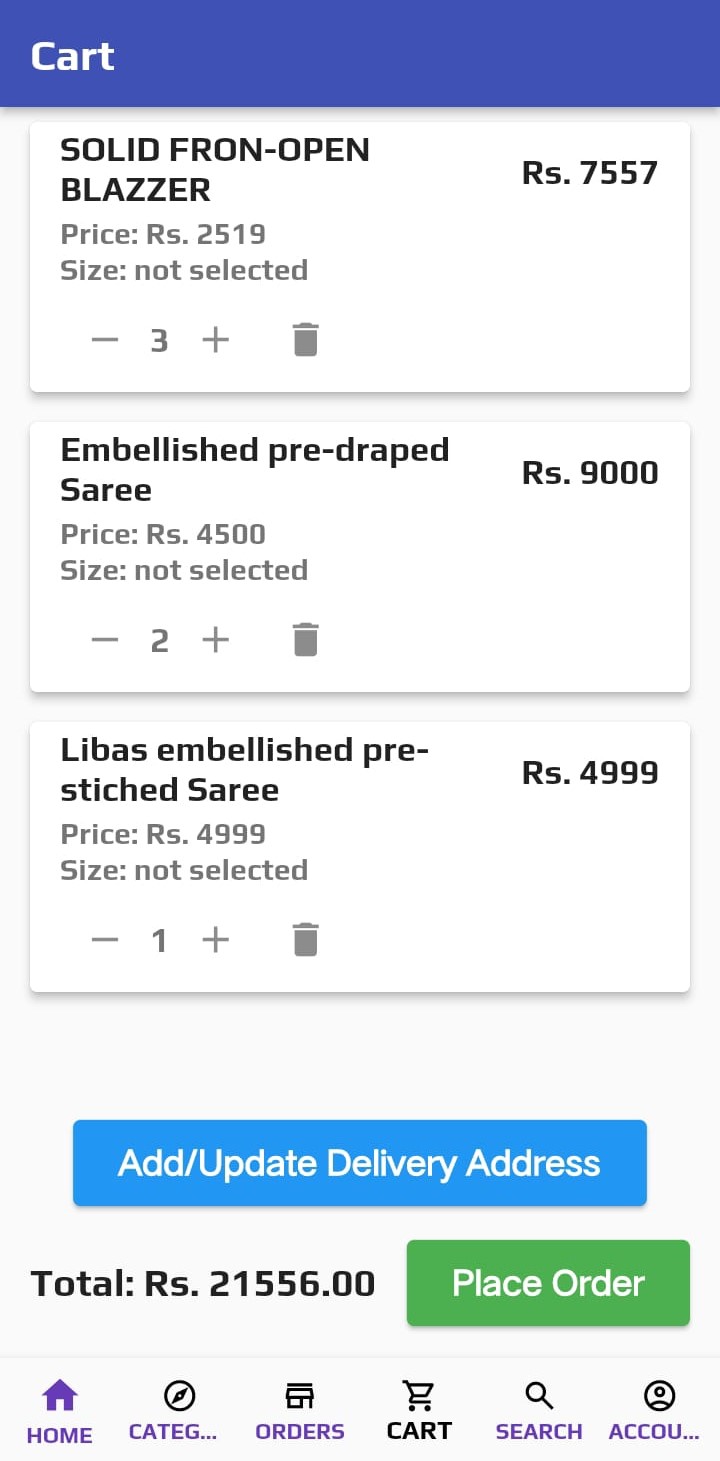 Cart
SOLID FRON-OPEN
BLAZZER
Rs. 7557
Price: Rs. 2519
Size: not selected
3
Embellished pre-draped
Saree
Rs. 9000
Price: Rs. 4500
Size: not selected
2
Libas embellished pre-
stiched Saree
Rs. 4999
Price: Rs. 4999
Size: not selected
1
Add/Update Delivery Address
Total: Rs. 21556.00
Place Order
HOME
CATEG...
ORDERS
CART
SEARCH
ACCOU...